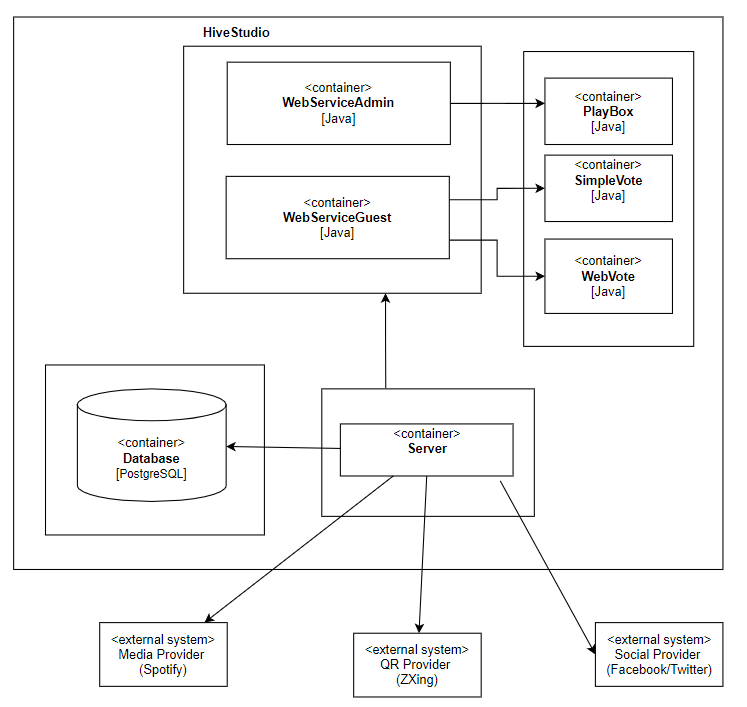 HiveStudio
<container>
WebServiceAdmin
[Java]
<container>
PlayBox
[Java]
<container>
SimpleVote
[Java]
<container>
WebServiceGuest
[Java]
<container>
WebVote
[Java]
<container>
Database
[PostgreSQL]
<container>
Server
<external system>
Media Provider
(Spotify)
<external system>
QR Provider
(ZXing)
<external system>
Social Provider
(Facebook/Twitter)